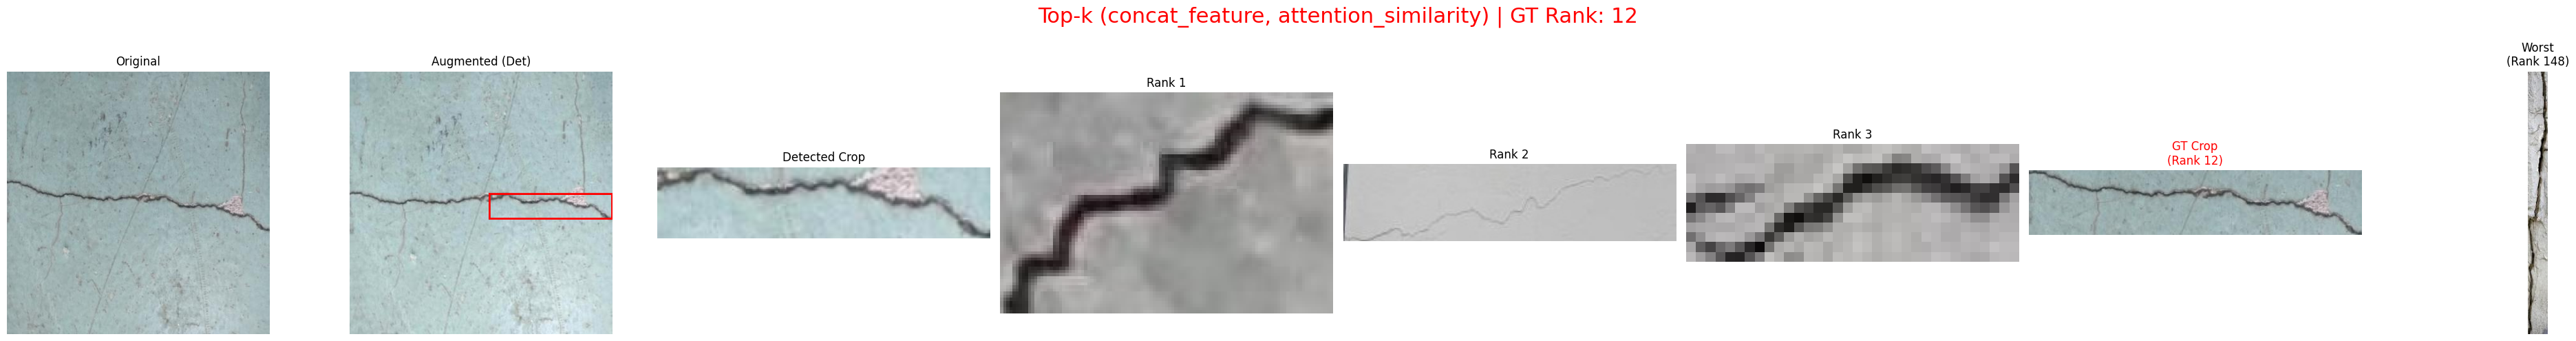 Top-k (concat_feature, attention_similarity) | GT Rank: 12
Original
Augmented (Det)
Detected Crop
Rank 1
Rank 2
Rank 3
GT Crop
(Rank 12)
Worst
(Rank 148)